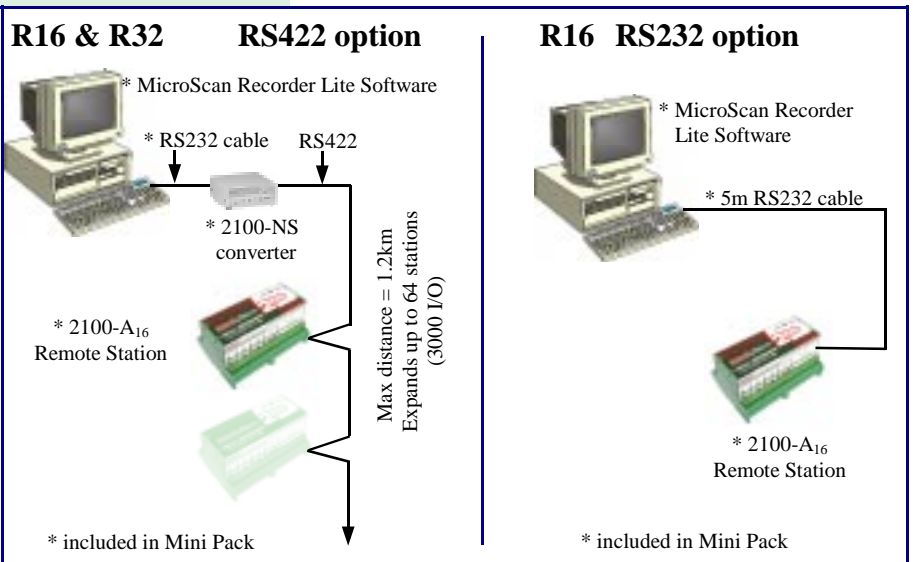 R16 & R32 RS422 option
* MicroScan Recorder Lite Software
* RS232 cable
RS422
* 2100-NS
converter
Max distance = 1.2km
Expands up to 64 stations
(3000 I/O)
* 2100-A₁₆
Remote Station
* included in Mini Pack
R16 RS232 option
* MicroScan Recorder
Lite Software
* 5m RS232 cable
* 2100-A₁₆
Remote Station
* included in Mini Pack